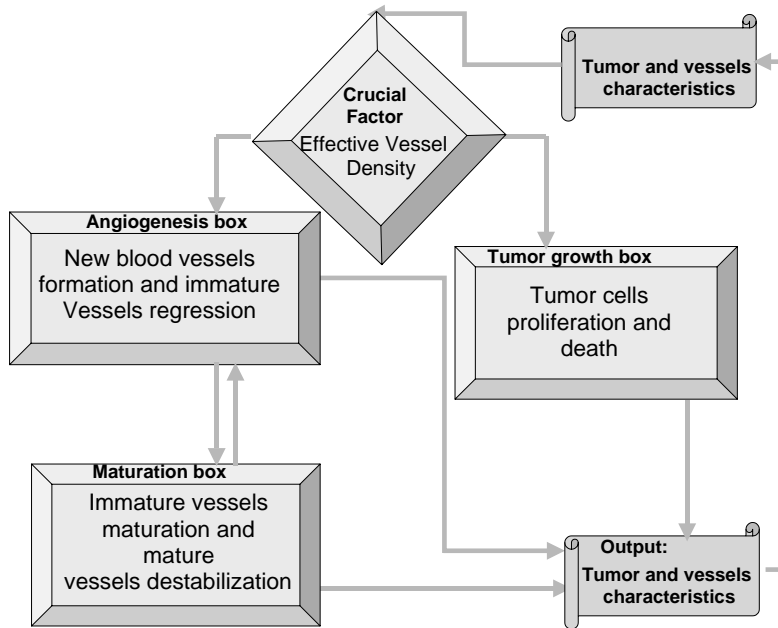 Tumor and vessels
characteristics
Crucial
Factor
Effective Vessel
Density
Angiogenesis box
New blood vessels
formation and immature
Vessels regression
Tumor growth box
Tumor cells
proliferation and
death
Maturation box
Immature vessels
maturation and
mature
vessels destabilization
Output:
Tumor and vessels
characteristics